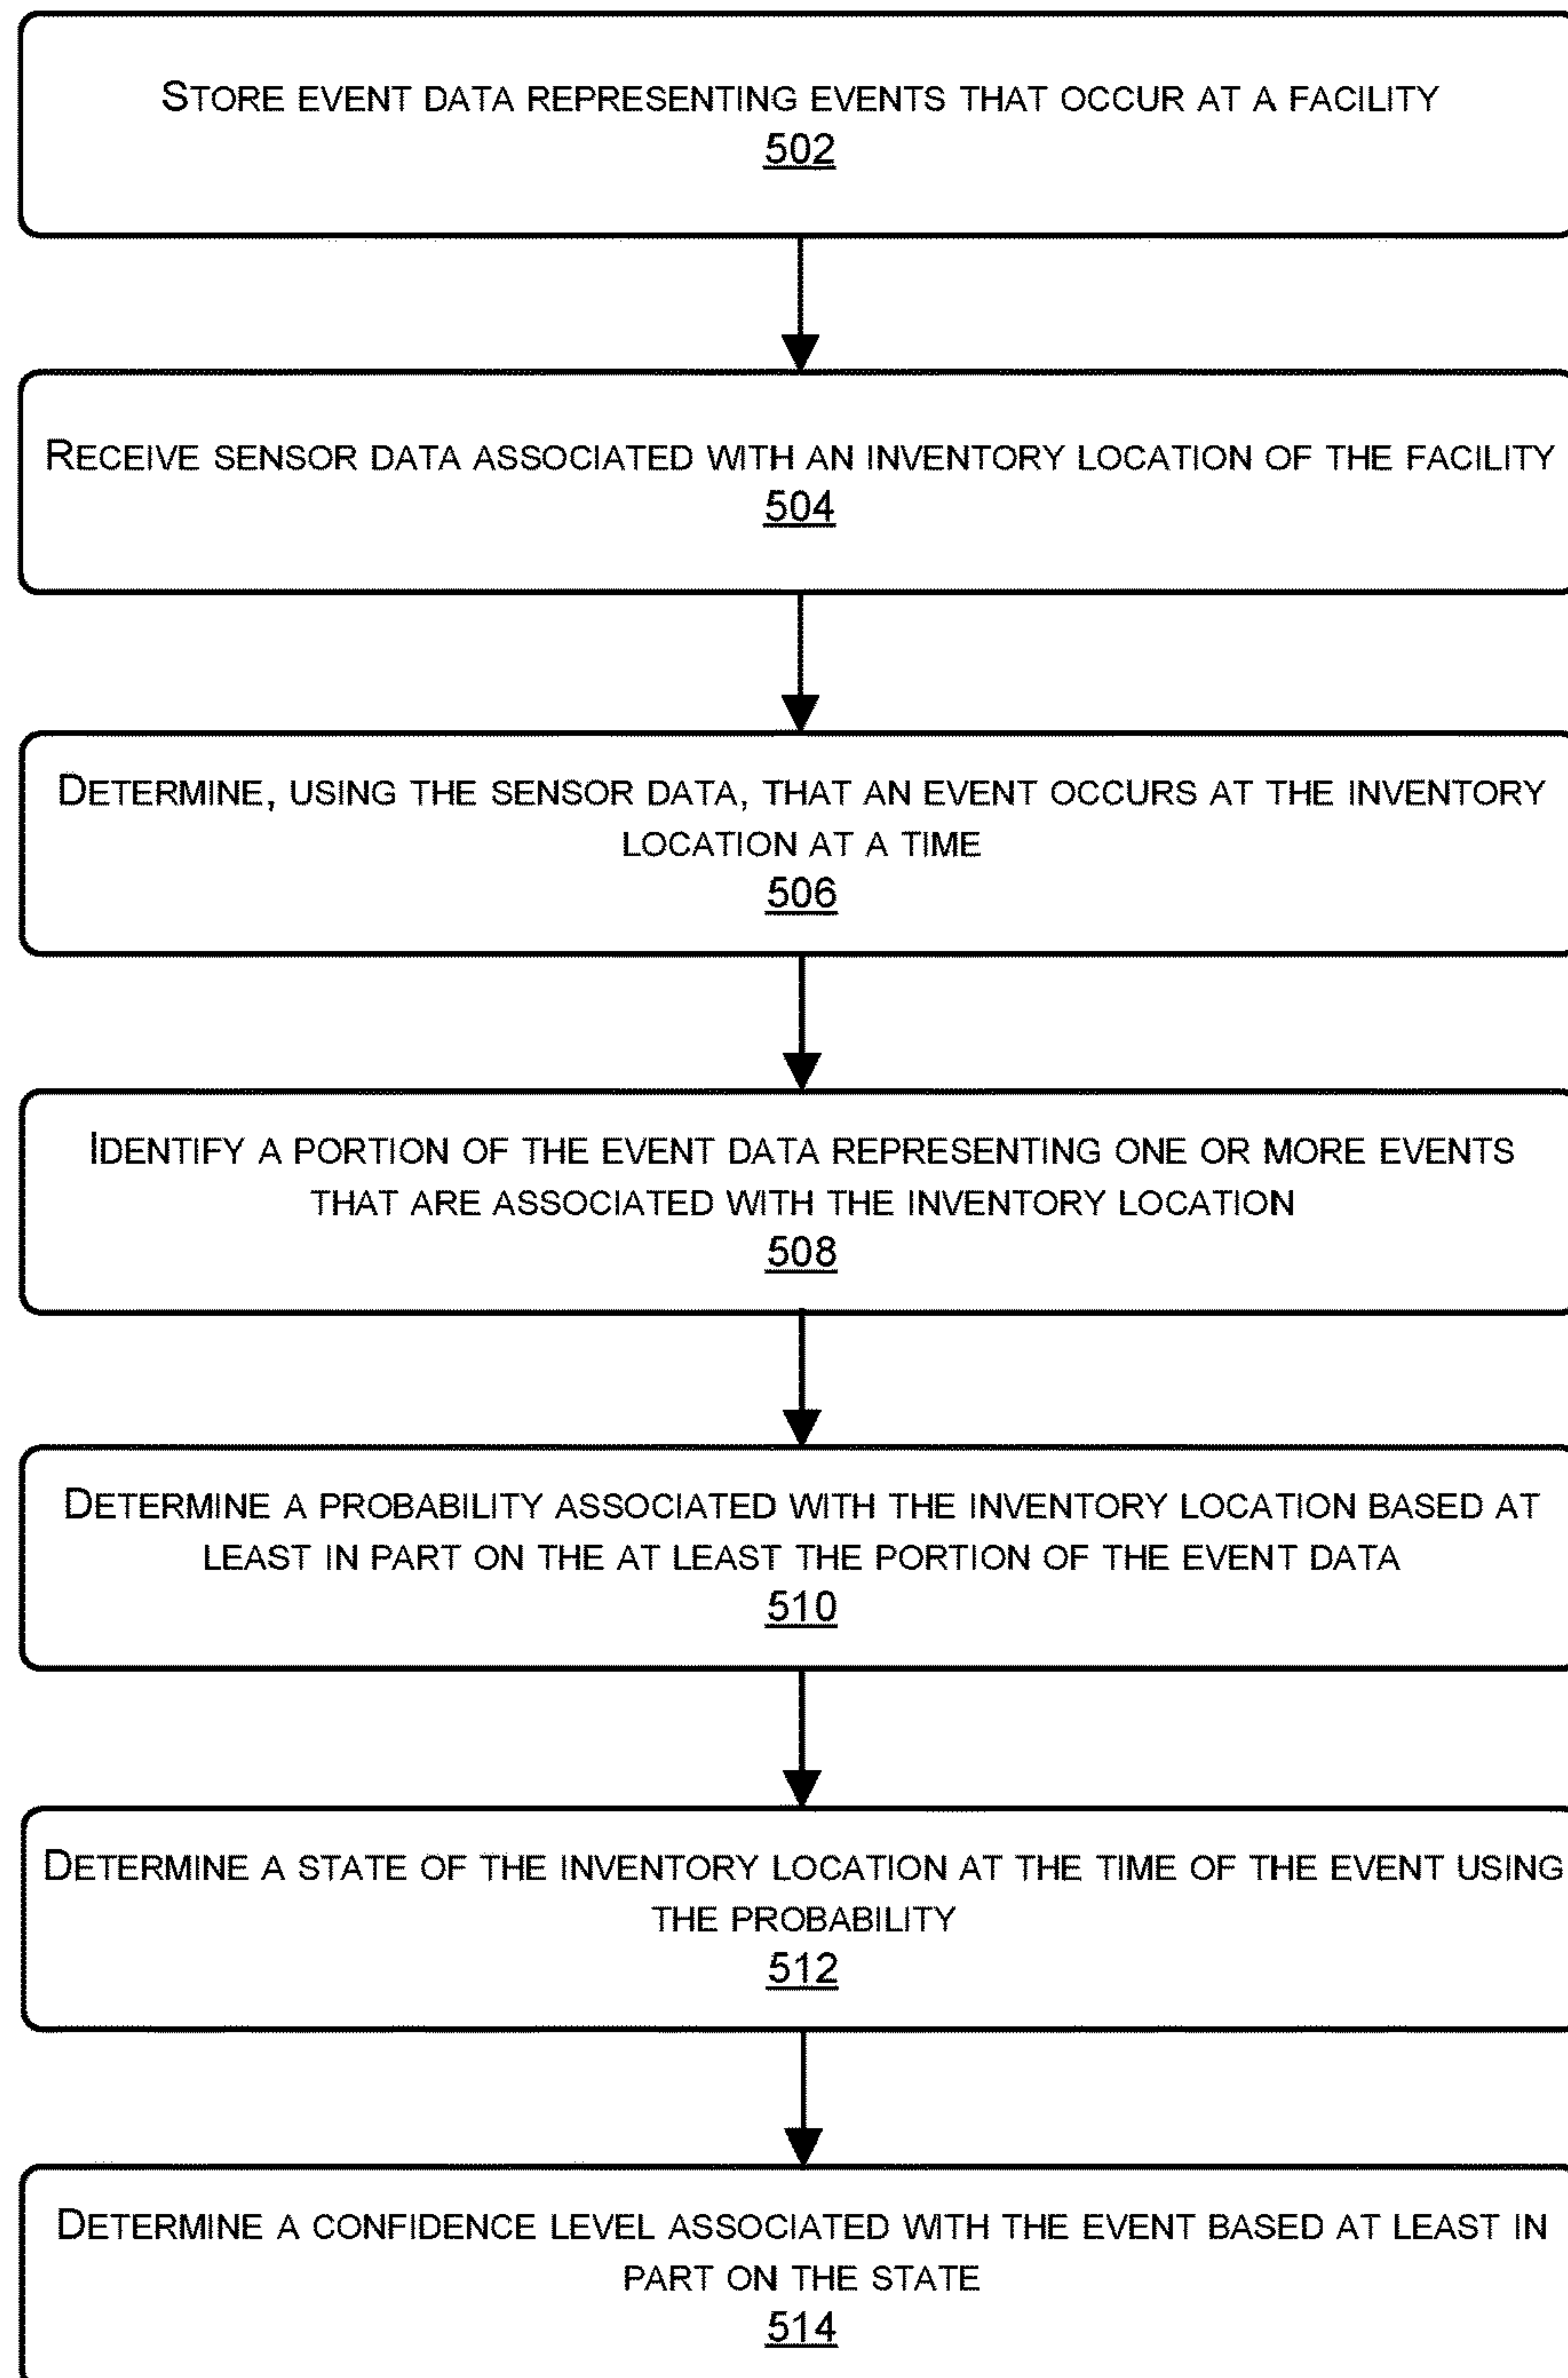 STORE EVENT DATA REPRESENTING EVENTS THAT OCCUR AT A FACILITY
502
RECEIVE SENSOR DATA ASSOCIATED WITH AN INVENTORY LOCATION OF THE FACILITY
504
DETERMINE, USING THE SENSOR DATA, THAT AN EVENT OCCURS AT THE INVENTORY
LOCATION AT A TIME
506
IDENTIFY A PORTION OF THE EVENT DATA REPRESENTING ONE OR MORE EVENTS
THAT ARE ASSOCIATED WITH THE INVENTORY LOCATION
508
DETERMINE A PROBABILITY ASSOCIATED WITH THE INVENTORY LOCATION BASED AT
LEAST IN PART ON THE AT LEAST THE PORTION OF THE EVENT DATA
510
DETERMINE A STATE OF THE INVENTORY LOCATION AT THE TIME OF THE EVENT USING
THE PROBABILITY
512
DETERMINE A CONFIDENCE LEVEL ASSOCIATED WITH THE EVENT BASED AT LEAST IN
PART ON THE STATE
514